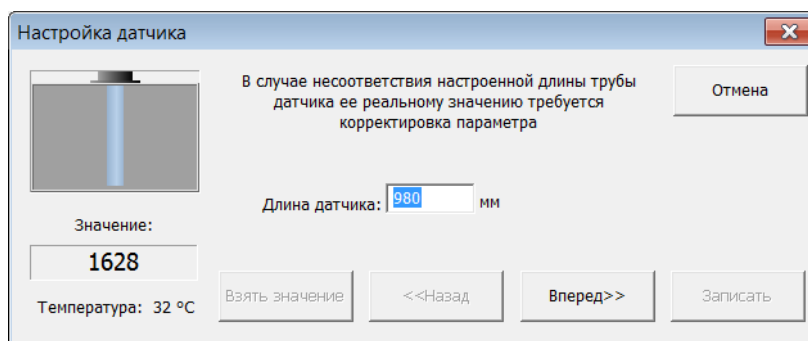 Настройка датчика
В случае несоответствия настроенной длины трубы
датчика ее реальному значению требуется
корректировка параметра
Отмена
Длина датчика: 980 мм
Значение:
1628
Температура: 32 ºC
Взять значение
<<Назад
Вперед>>
Записать